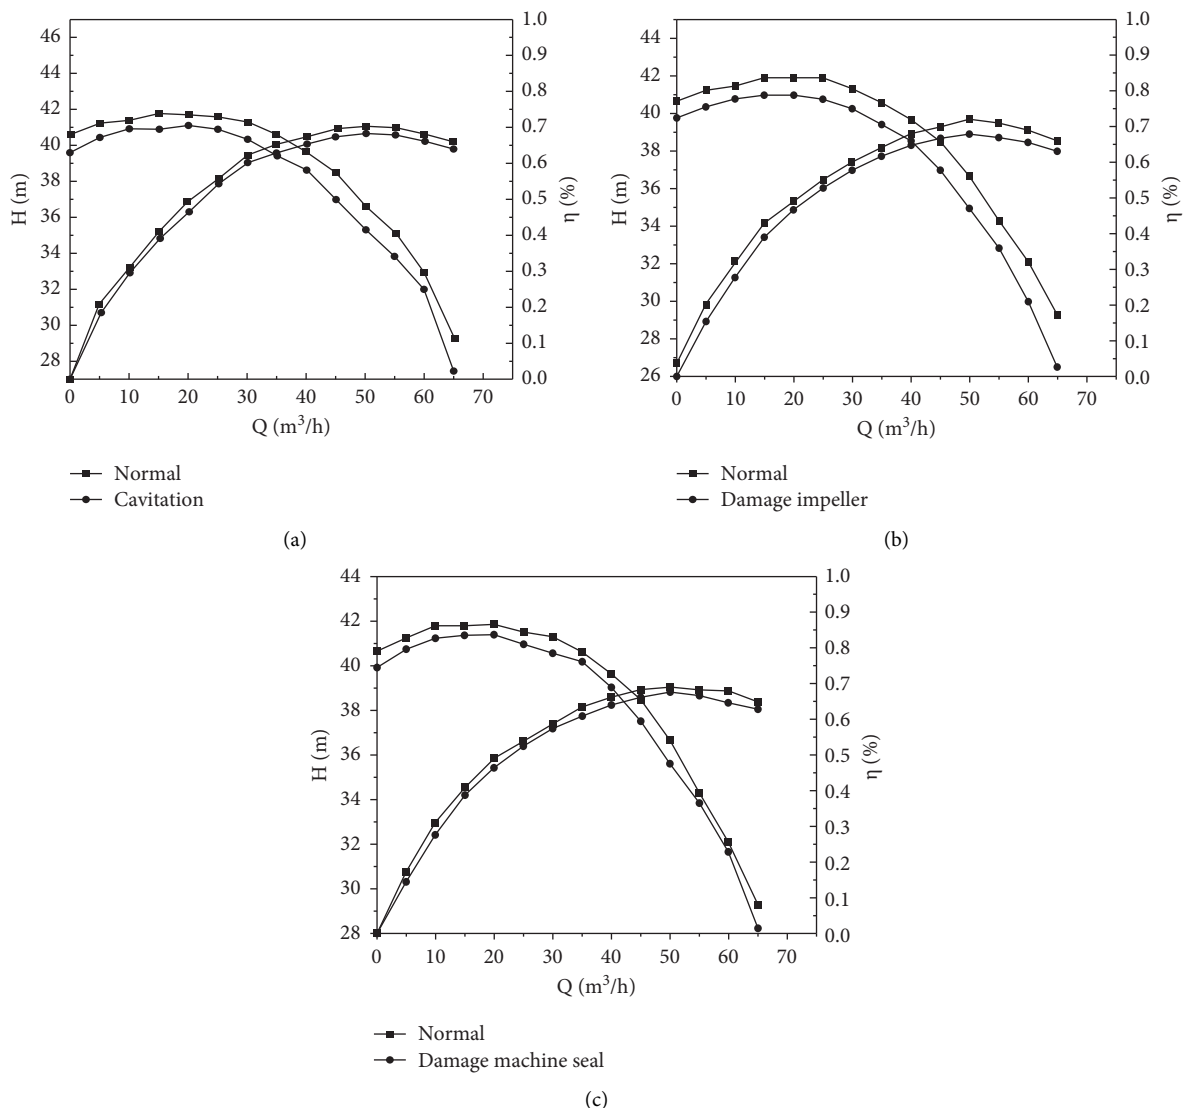 46
44
42
40
38
36
34
32
30
28
H (m)
1.0
0.9
0.8
0.7
0.6
0.5
0.4
0.3
0.2
0.1
0.0
η (%)
0 10 20 30 40 50 60 70
Q (m³/h)
Normal
Cavitation
(a)
44
42
40
38
36
34
32
30
28
26
H (m)
1.0
0.9
0.8
0.7
0.6
0.5
0.4
0.3
0.2
0.1
0.0
η (%)
0 10 20 30 40 50 60 70
Q (m³/h)
Normal
Damage impeller
(b)
44
42
40
38
36
34
32
30
28
H (m)
1.0
0.9
0.8
0.7
0.6
0.5
0.4
0.3
0.2
0.1
0.0
η (%)
0 10 20 30 40 50 60 70
Q (m³/h)
Normal
Damage machine seal
(c)